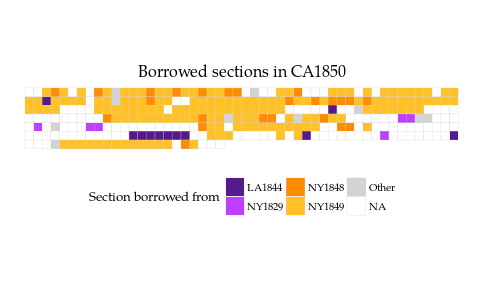 Borrowed sections in CA1850
Section borrowed from
LA1844 NY1848 Other
NY1829 NY1849 NA